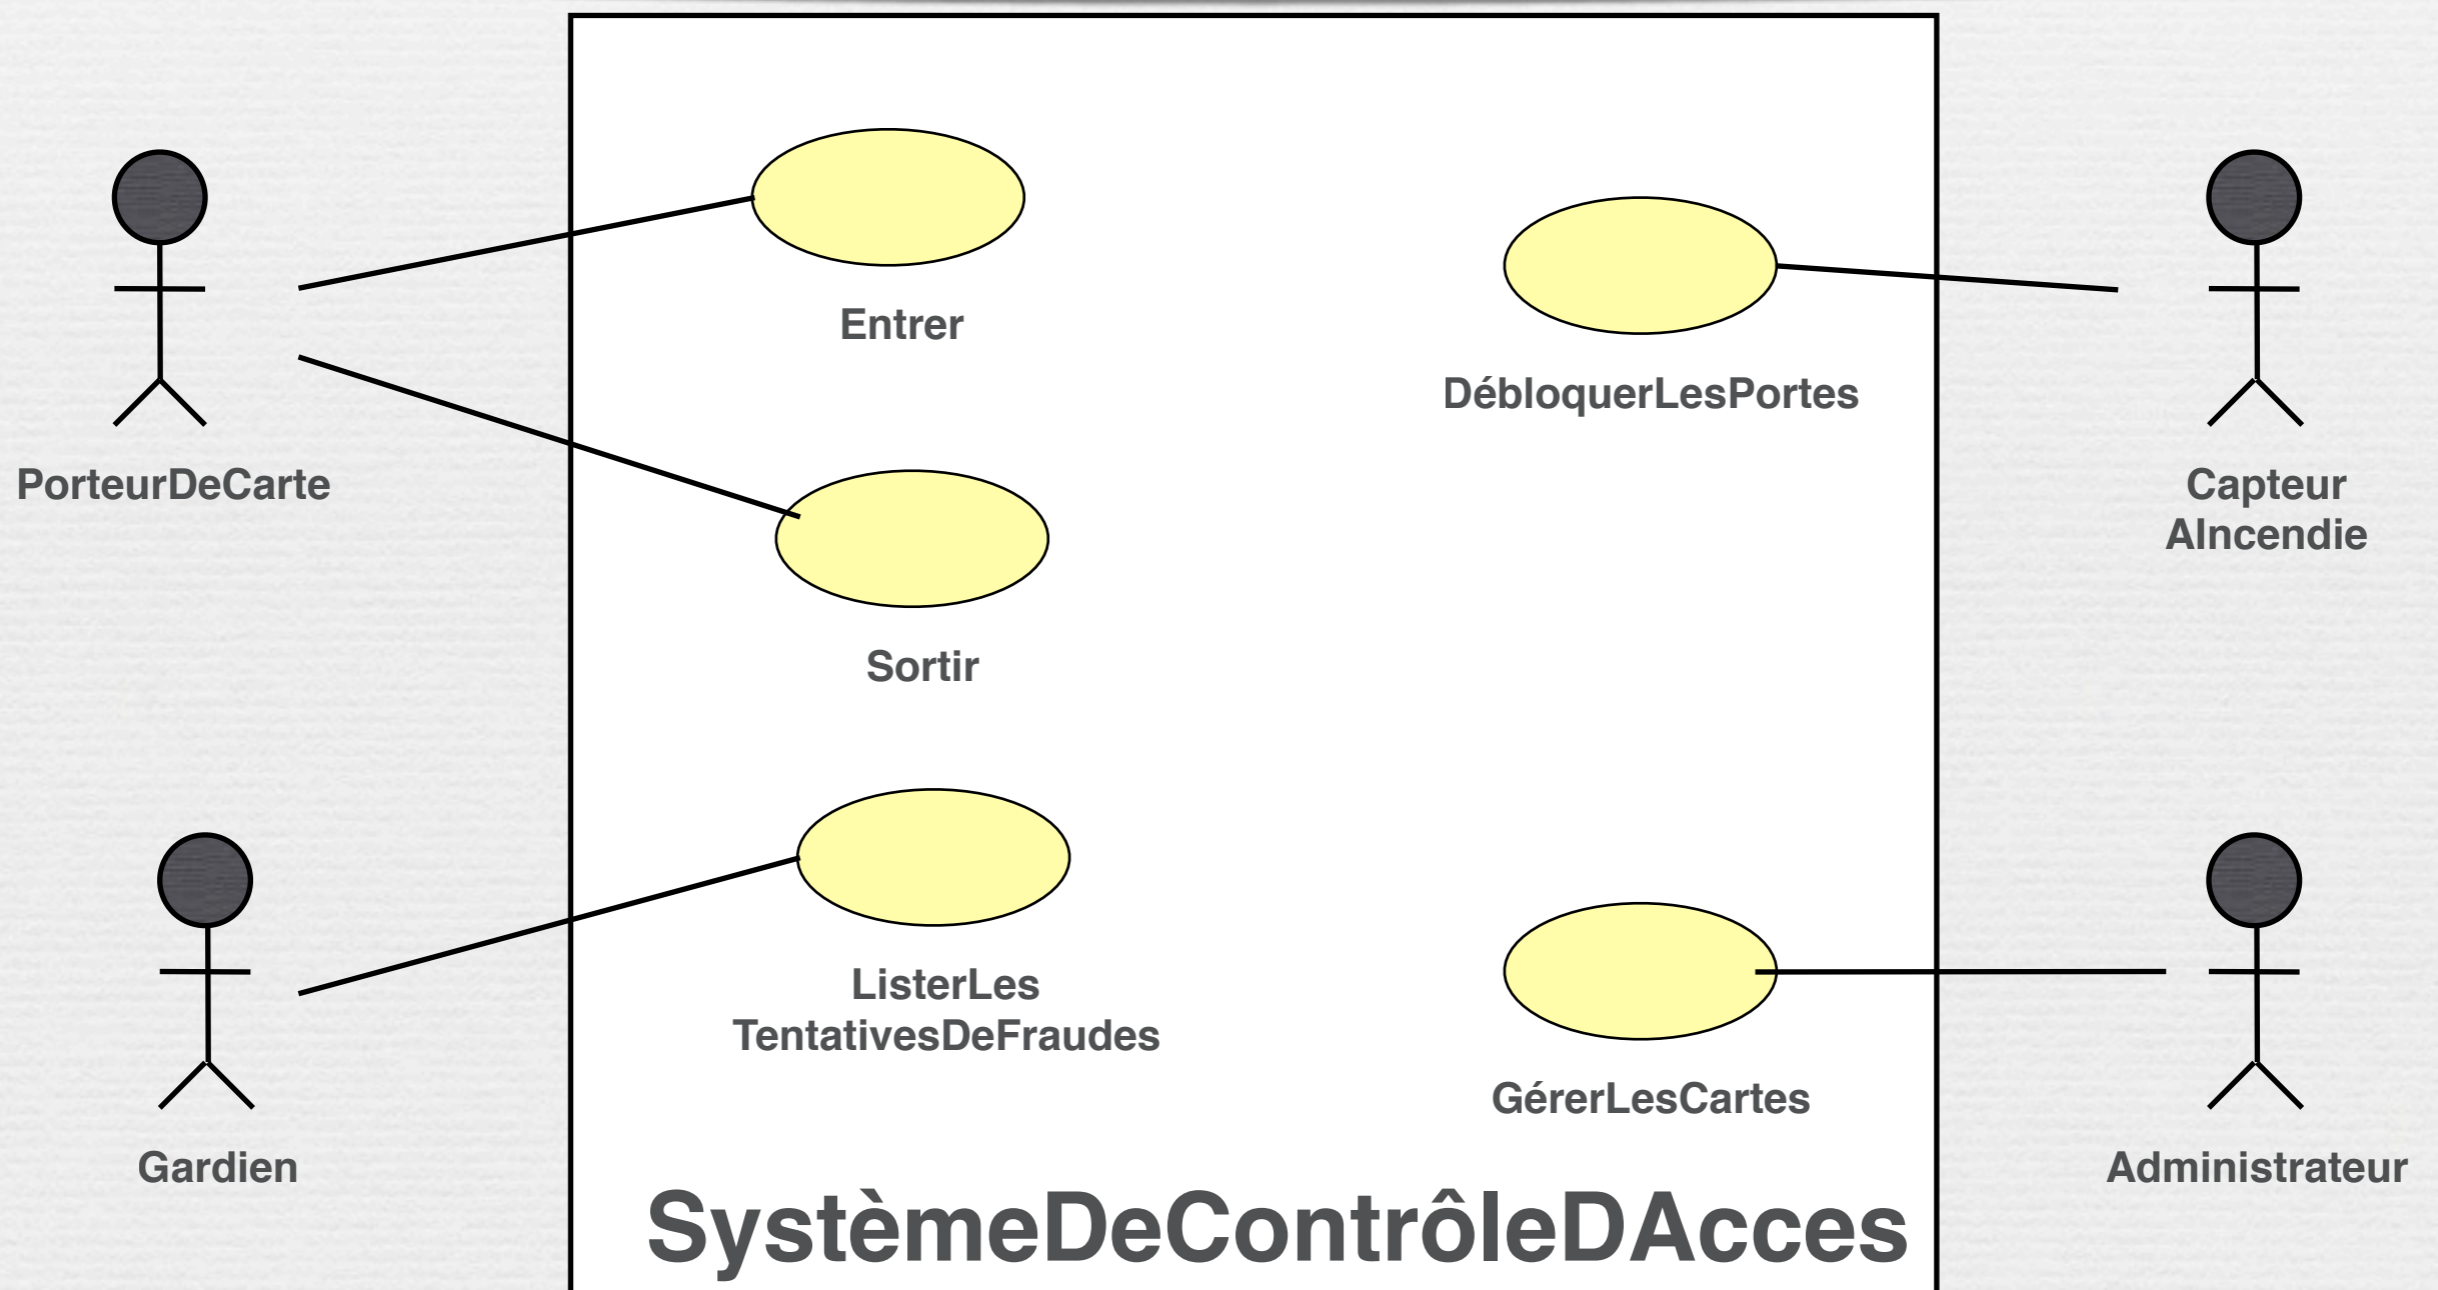 Entrer
DébloquerLesPortes
PorteurDeCarte
Capteur
AIncendie
Sortir
ListerLes
TentativesDeFraudes
GérerLesCartes
Gardien
Administrateur
SystèmeDeContrôleDAcces